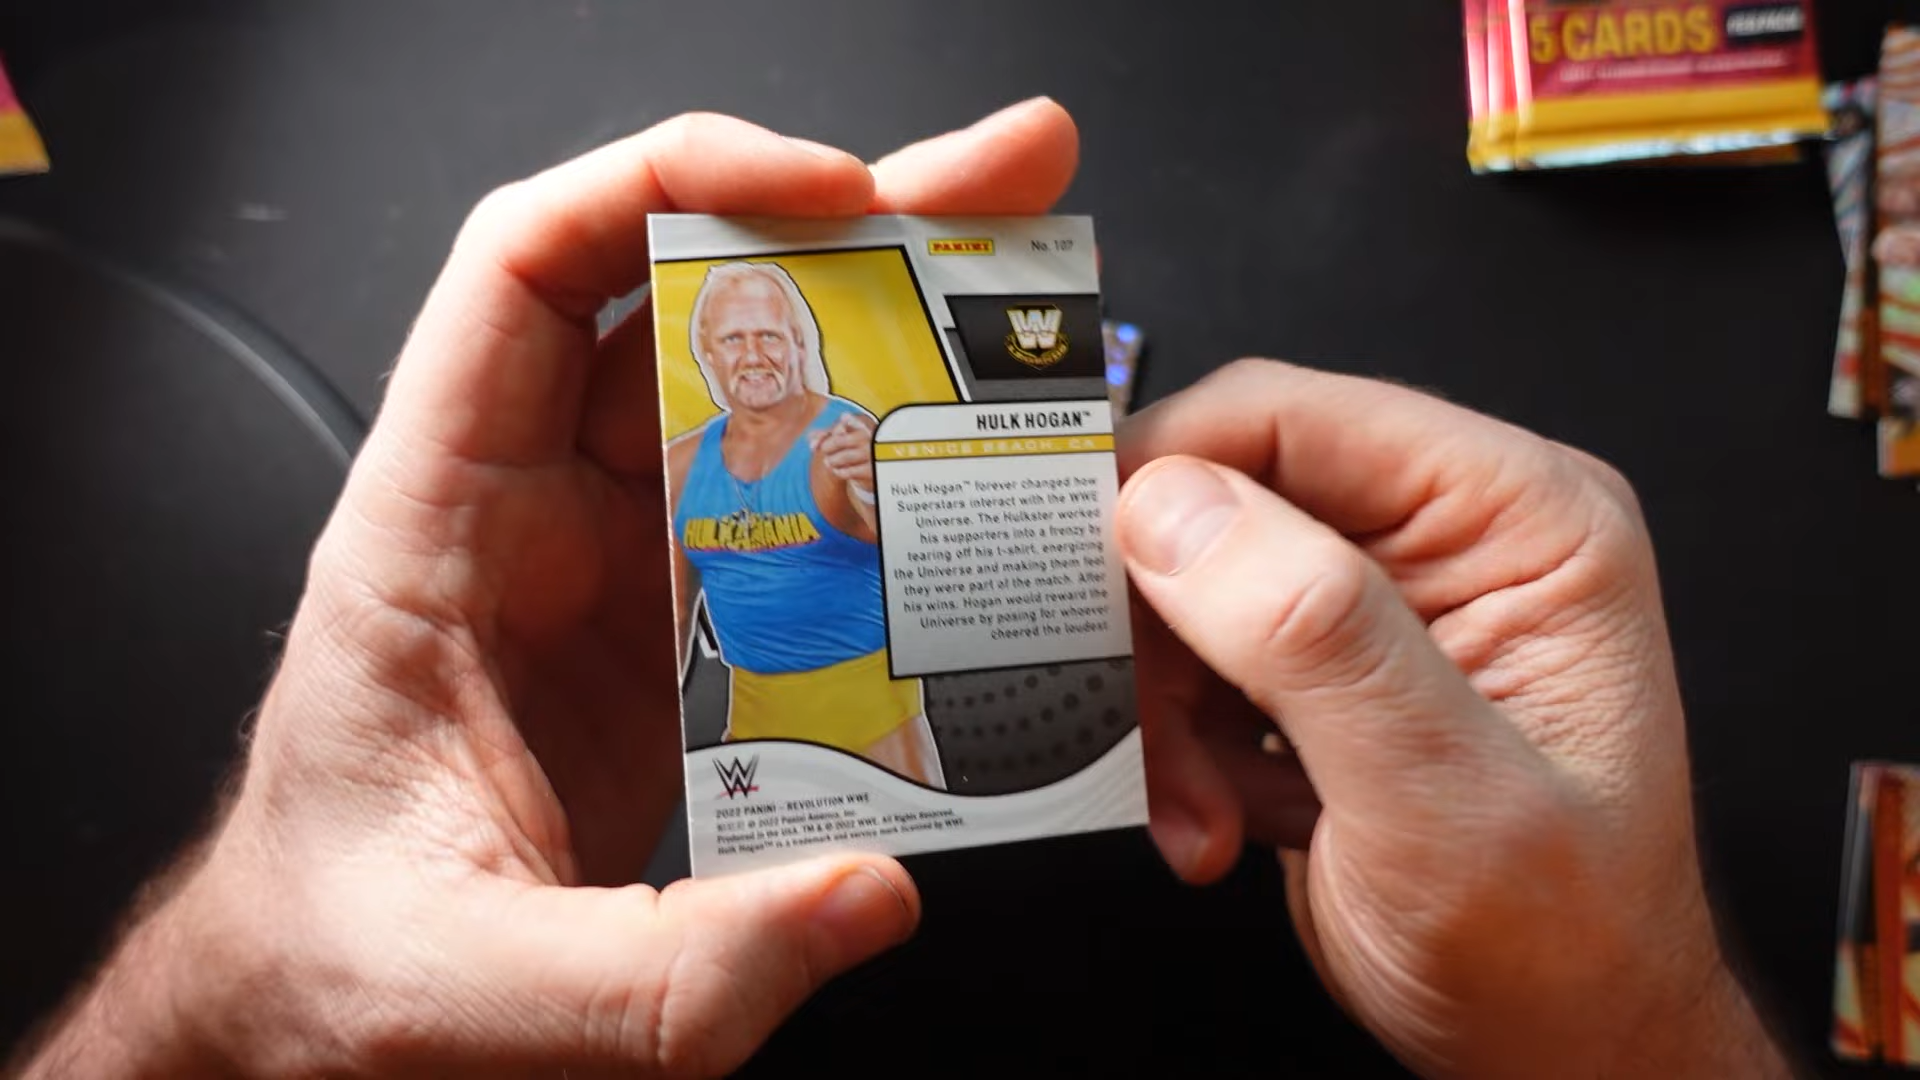 5 CARDS
PANINI
No. 107
HULK HOGAN™
VENICE BEACH, CA
Hulk Hogan™ forever changed how
Superstars interact with the WWE
Universe. The Hulkster worked
his supporters into a frenzy by
tearing off his t-shirt, energizing
the Universe and making them feel
they were part of the match. After
his wins, Hogan would reward the
Universe by posing for whoever
cheered the loudest
HULKAMANIA
W
2022 PANINI - REVOLUTION WWE
© 2022 Panini America, Inc.
Produced in the USA. TM & © 2022 WWE. All Rights Reserved.
Hulk Hogan™ is a trademark and service mark licensed by WWE.